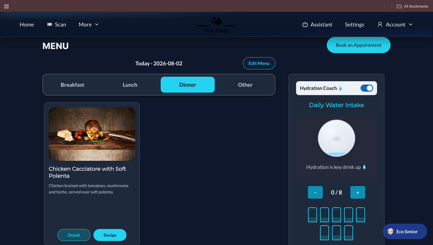 All Bookmarks
Home
Scan
More
Assistant
Settings
Account
MENU
Book an Appointment
Today · 2026-08-02
Edit Menu
Breakfast
Lunch
Dinner
Other
Chicken Cacciatore with Soft
Polenta
Chicken braised with tomatoes, mushrooms
and herbs, served over soft polenta.
Detail
Recipe
Hydration Coach
Daily Water Intake
Hydration is key drink up
-
0 / 8
+
Eco Senior